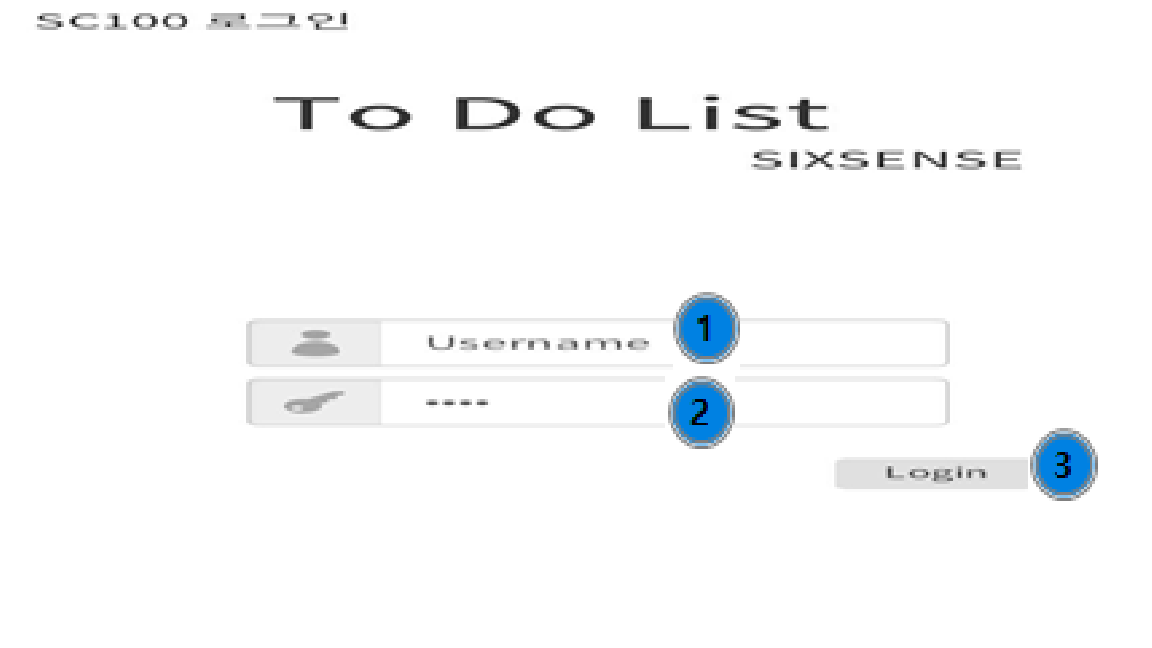 SC100 로그인
To Do List
SIXSENSE
Username 1
•••• 2
Login 3